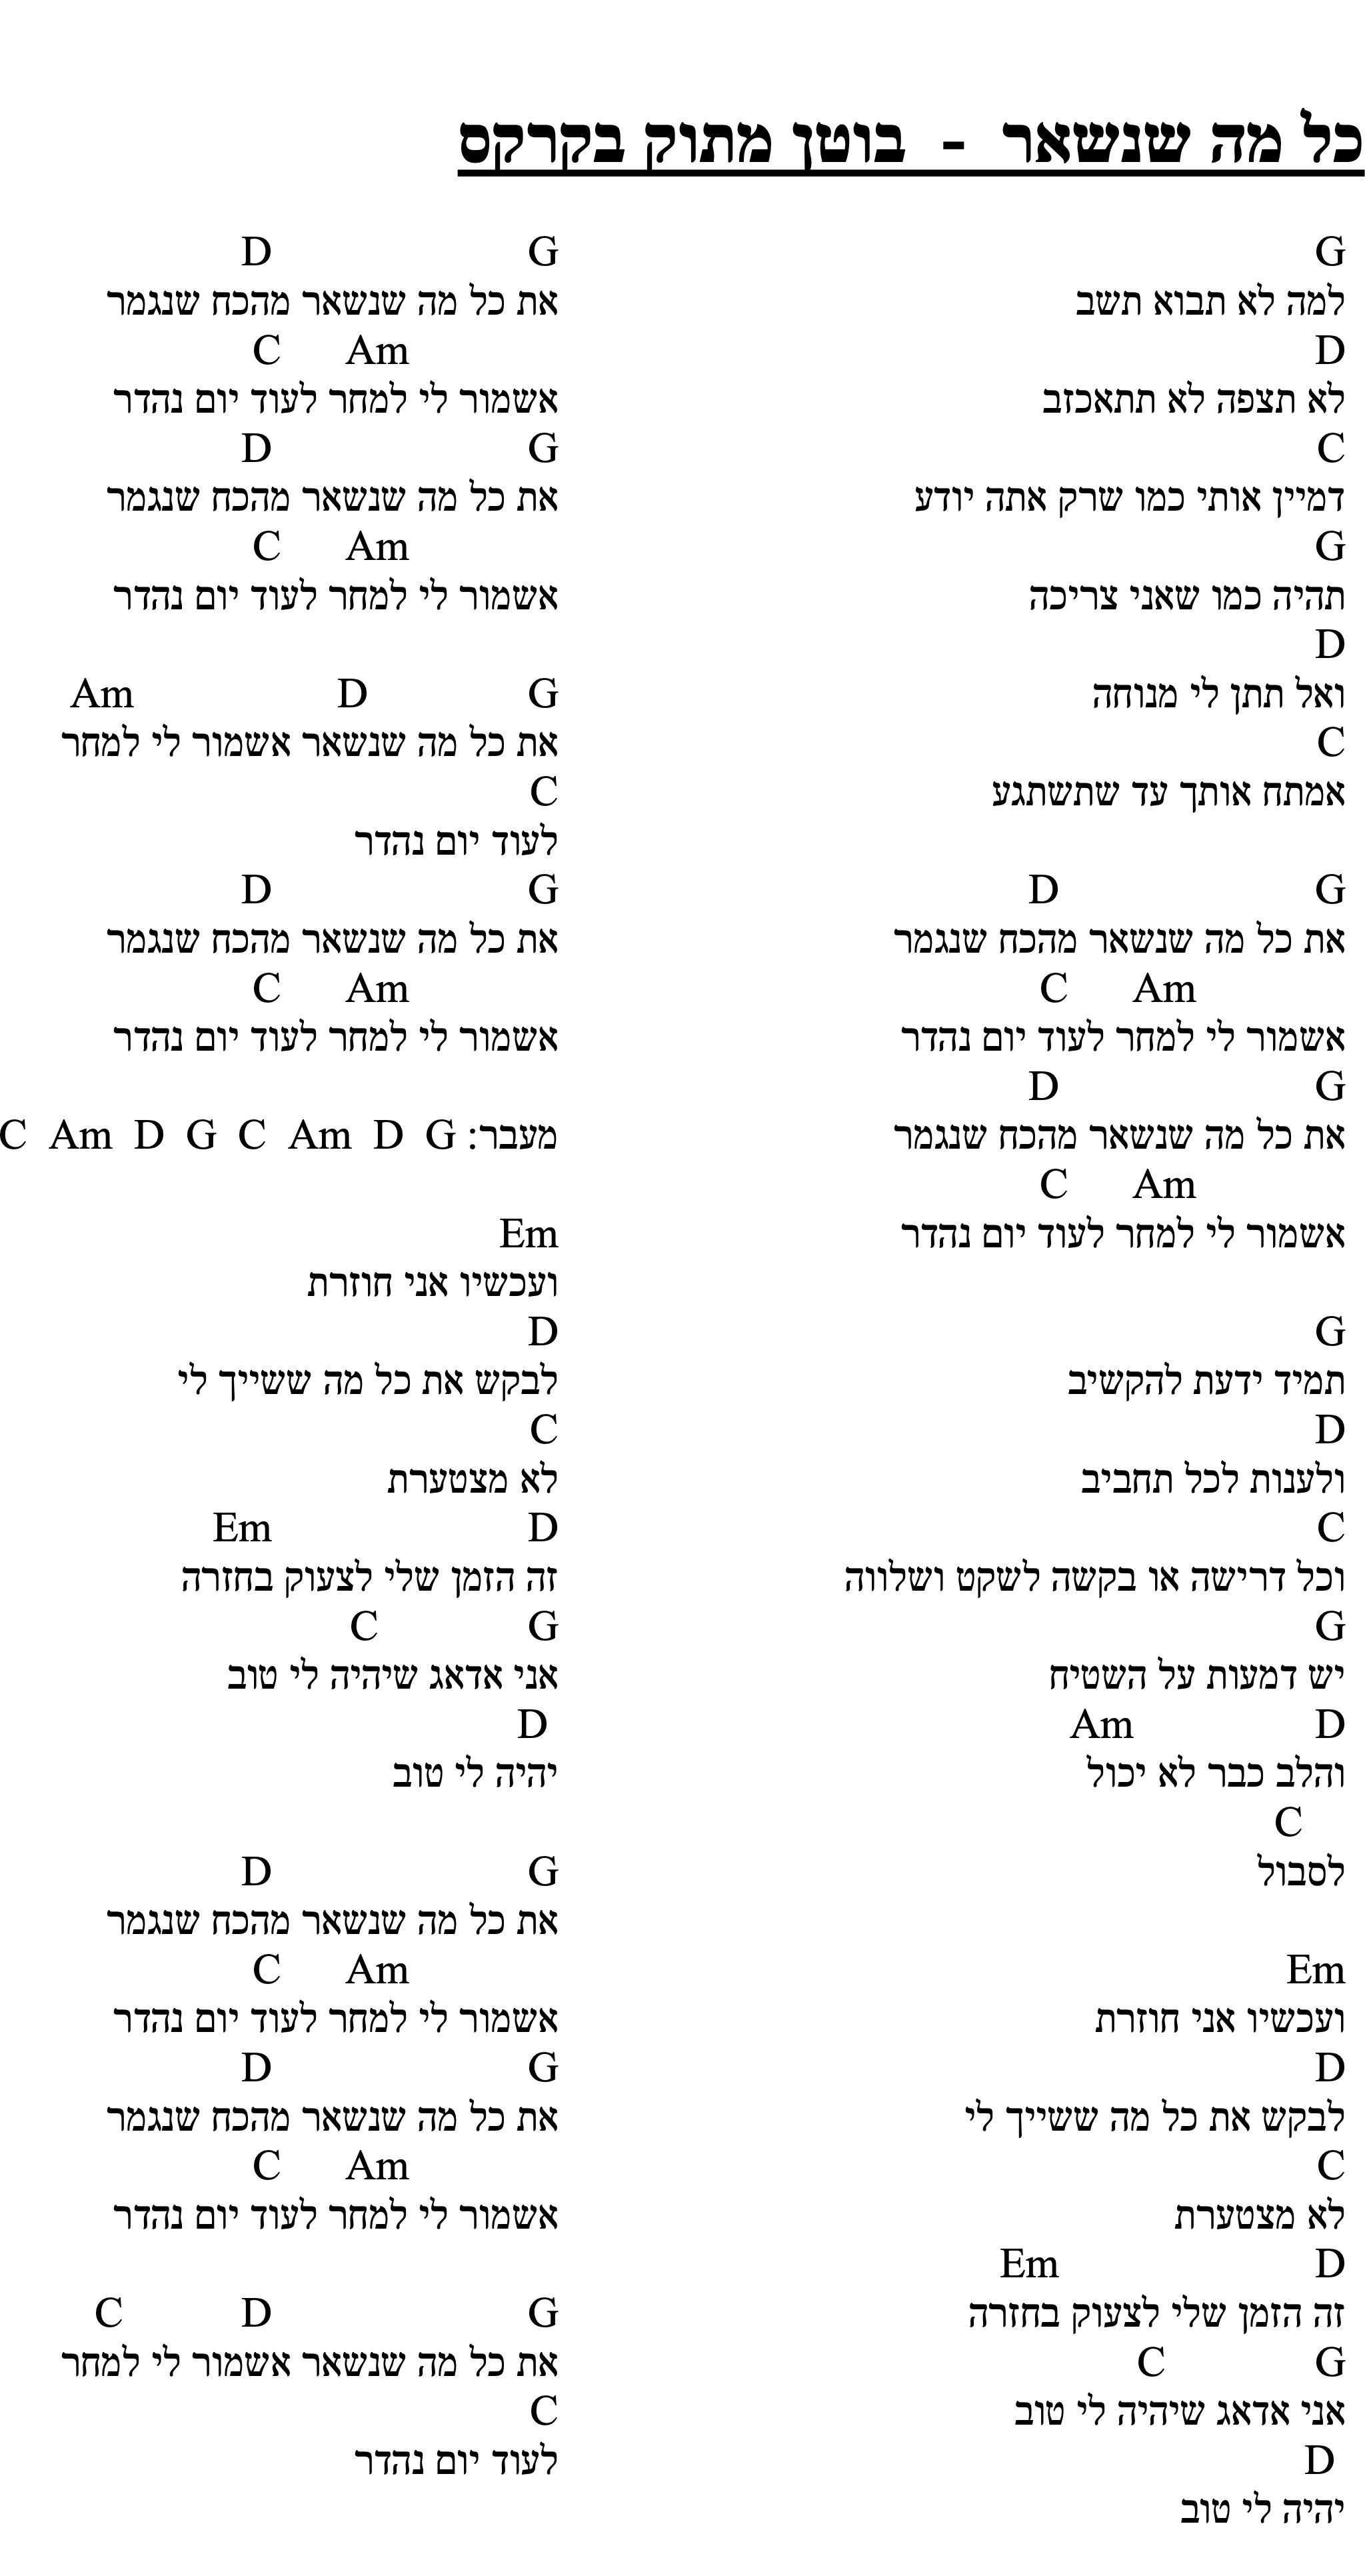 כל מה שנשאר - בוטן מתוק בקרקס
G
למה לא תבוא תשב
D
לא תצפה לא תתאכזב
C
דמיין אותי כמו שרק אתה יודע
G
תהיה כמו שאני צריכה
D
ואל תתן לי מנוחה
C
אמתח אותך עד שתשתגע
G D
את כל מה שנשאר מהכח שנגמר
Am C
אשמור לי למחר לעוד יום נהדר
G D
את כל מה שנשאר מהכח שנגמר
Am C
אשמור לי למחר לעוד יום נהדר
G
תמיד ידעת להקשיב
D
ולענות לכל תחביב
C
וכל דרישה או בקשה לשקט ושלווה
G
יש דמעות על השטיח
D Am
והלב כבר לא יכול
C
לסבול
Em
ועכשיו אני חוזרת
D
לבקש את כל מה ששייך לי
C
לא מצטערת
D Em
זה הזמן שלי לצעוק בחזרה
G C
אני אדאג שיהיה לי טוב
D
יהיה לי טוב
G D
את כל מה שנשאר מהכח שנגמר
Am C
אשמור לי למחר לעוד יום נהדר
G D
את כל מה שנשאר מהכח שנגמר
Am C
אשמור לי למחר לעוד יום נהדר
G D Am
את כל מה שנשאר אשמור לי למחר
C
לעוד יום נהדר
G D
את כל מה שנשאר מהכח שנגמר
Am C
אשמור לי למחר לעוד יום נהדר
מעבר: G D Am C G D Am C
Em
ועכשיו אני חוזרת
D
לבקש את כל מה ששייך לי
C
לא מצטערת
D Em
זה הזמן שלי לצעוק בחזרה
G C
אני אדאג שיהיה לי טוב
D
יהיה לי טוב
G D
את כל מה שנשאר מהכח שנגמר
Am C
אשמור לי למחר לעוד יום נהדר
G D
את כל מה שנשאר מהכח שנגמר
Am C
אשמור לי למחר לעוד יום נהדר
G D C
את כל מה שנשאר אשמור לי למחר
C
לעוד יום נהדר